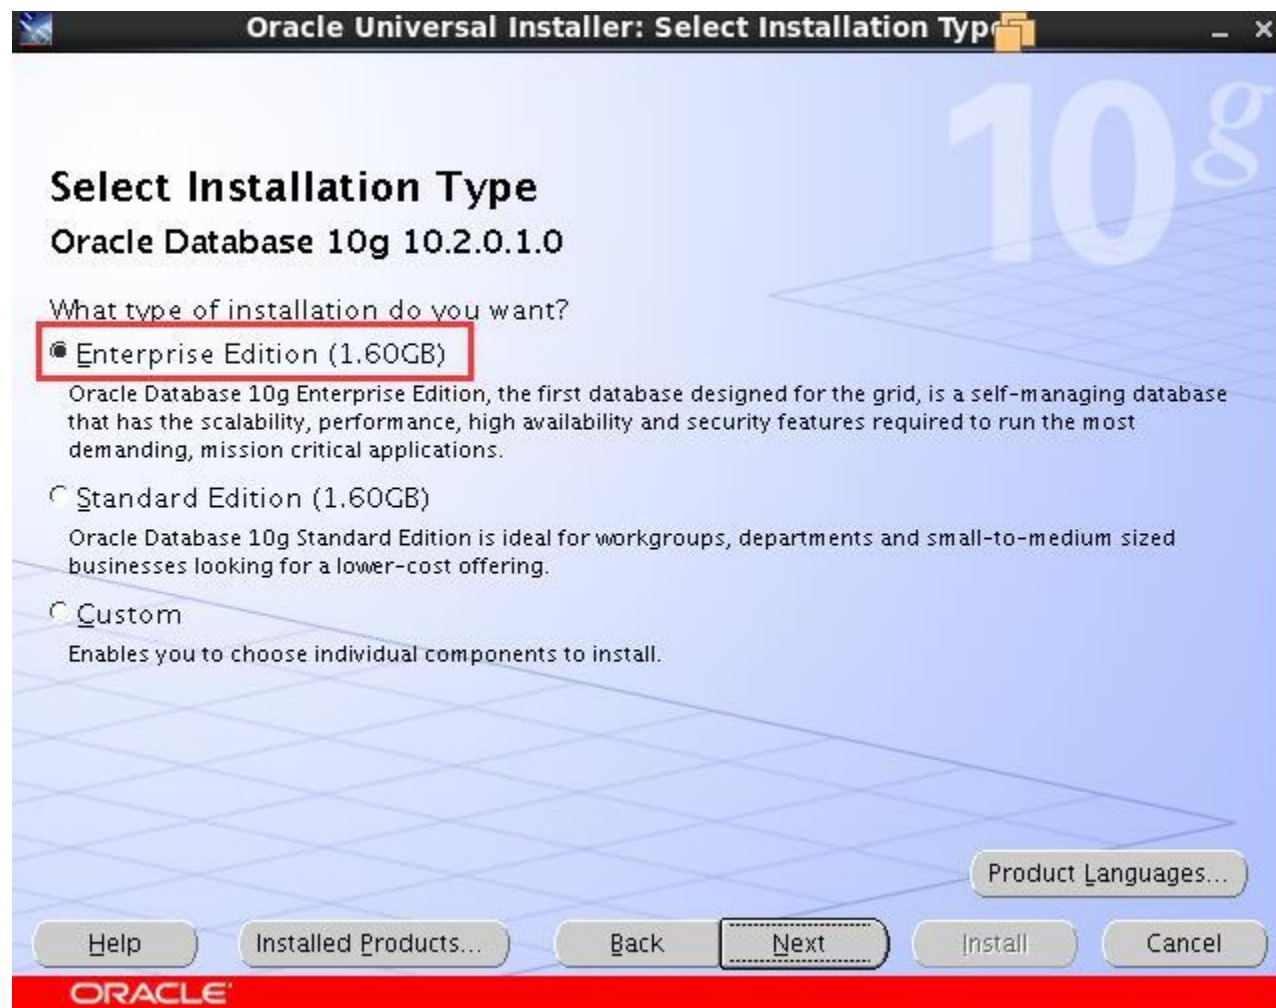 Oracle Universal Installer: Select Installation Typ
10g
Select Installation Type
Oracle Database 10g 10.2.0.1.0
What type of installation do you want?
Enterprise Edition (1.60GB)
Oracle Database 10g Enterprise Edition, the first database designed for the grid, is a self-managing database
that has the scalability, performance, high availability and security features required to run the most
demanding, mission critical applications.
Standard Edition (1.60GB)
Oracle Database 10g Standard Edition is ideal for workgroups, departments and small-to-medium sized
businesses looking for a lower-cost offering.
Custom
Enables you to choose individual components to install.
Product Languages...
Help Installed Products... Back Next Install Cancel
ORACLE